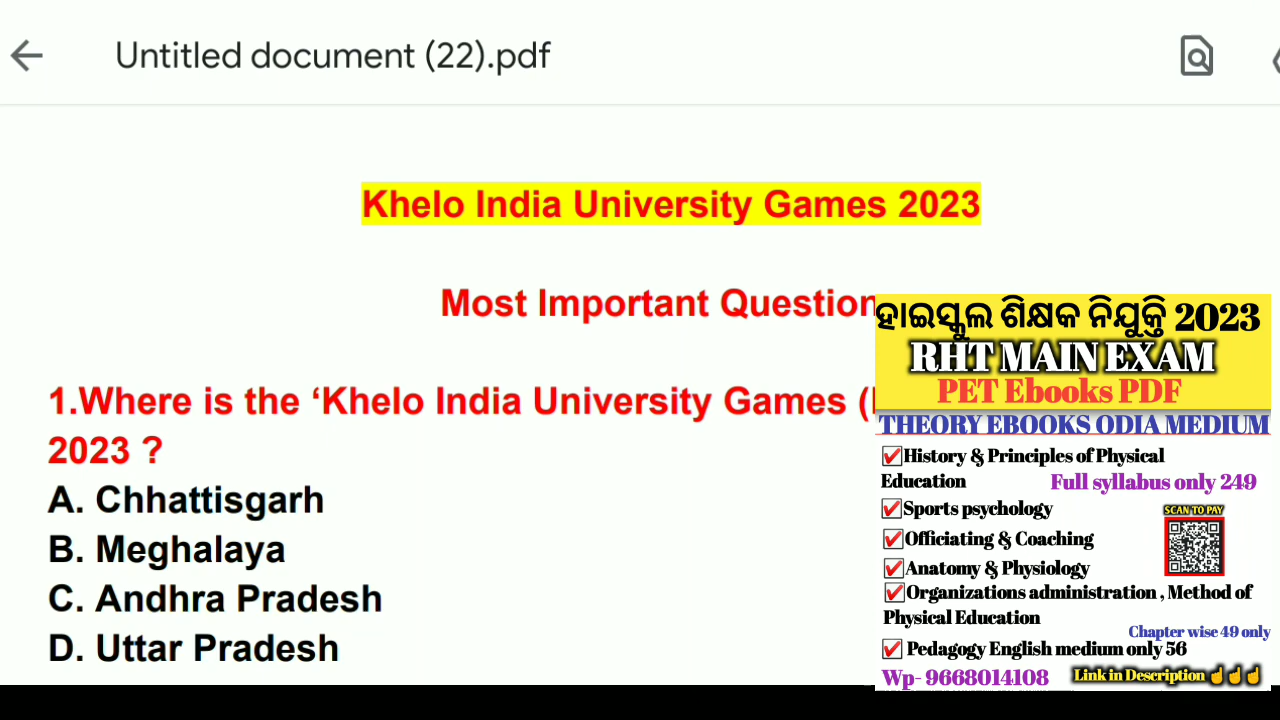 Untitled document (22).pdf
Khelo India University Games 2023
Most Important Question
1.Where is the ‘Khelo India University Games (
2023 ?
A. Chhattisgarh
B. Meghalaya
C. Andhra Pradesh
D. Uttar Pradesh
ହାଇସ୍କୁଲ ଶିକ୍ଷକ ନିଯୁକ୍ତି 2023
RHT MAIN EXAM
PET Ebooks PDF
THEORY EBOOKS ODIA MEDIUM
✅History & Principles of Physical
Education
Full syllabus only 249
✅Sports psychology
SCAN TO PAY
✅Officiating & Coaching
✅Anatomy & Physiology
✅Organizations administration , Method of
Physical Education
Chapter wise 49 only
✅ Pedagogy English medium only 56
Wp- 9668014108
Link in Description ☝☝☝